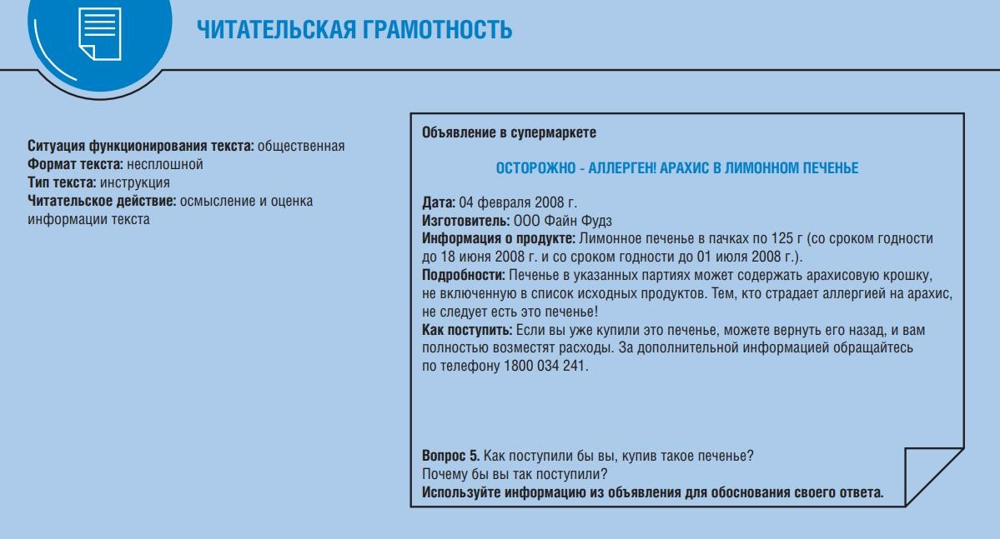 ЧИТАТЕЛЬСКАЯ ГРАМОТНОСТЬ
Ситуация функционирования текста: общественная
Формат текста: несплошной
Тип текста: инструкция
Читательское действие: осмысление и оценка
информации текста
Объявление в супермаркете
ОСТОРОЖНО - АЛЛЕРГЕН! АРАХИС В ЛИМОННОМ ПЕЧЕНЬЕ
Дата: 04 февраля 2008 г.
Изготовитель: ООО Файн Фудз
Информация о продукте: Лимонное печенье в пачках по 125 г (со сроком годности
до 18 июня 2008 г. и со сроком годности до 01 июля 2008 г.).
Подробности: Печенье в указанных партиях может содержать арахисовую крошку,
не включенную в список исходных продуктов. Тем, кто страдает аллергией на арахис,
не следует есть это печенье!
Как поступить: Если вы уже купили это печенье, можете вернуть его назад, и вам
полностью возместят расходы. За дополнительной информацией обращайтесь
по телефону 1800 034 241.
Вопрос 5. Как поступили бы вы, купив такое печенье?
Почему бы вы так поступили?
Используйте информацию из объявления для обоснования своего ответа.